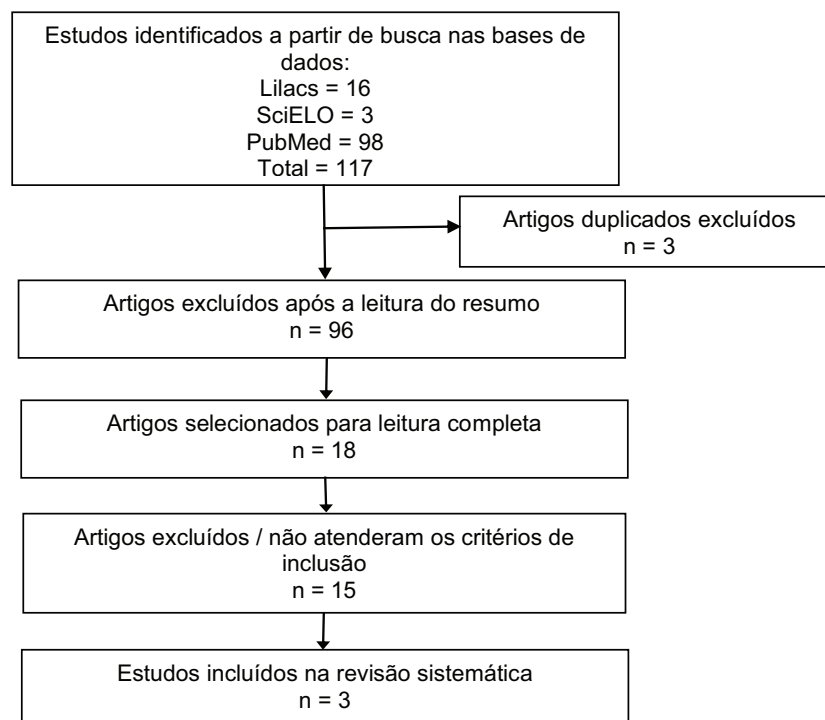 Estudos identificados a partir de busca nas bases de
dados:
Lilacs = 16
SciELO = 3
PubMed = 98
Total = 117
Artigos duplicados excluídos
n = 3
Artigos excluídos após a leitura do resumo
n = 96
Artigos selecionados para leitura completa
n = 18
Artigos excluídos / não atenderam os critérios de
inclusão
n = 15
Estudos incluídos na revisão sistemática
n = 3